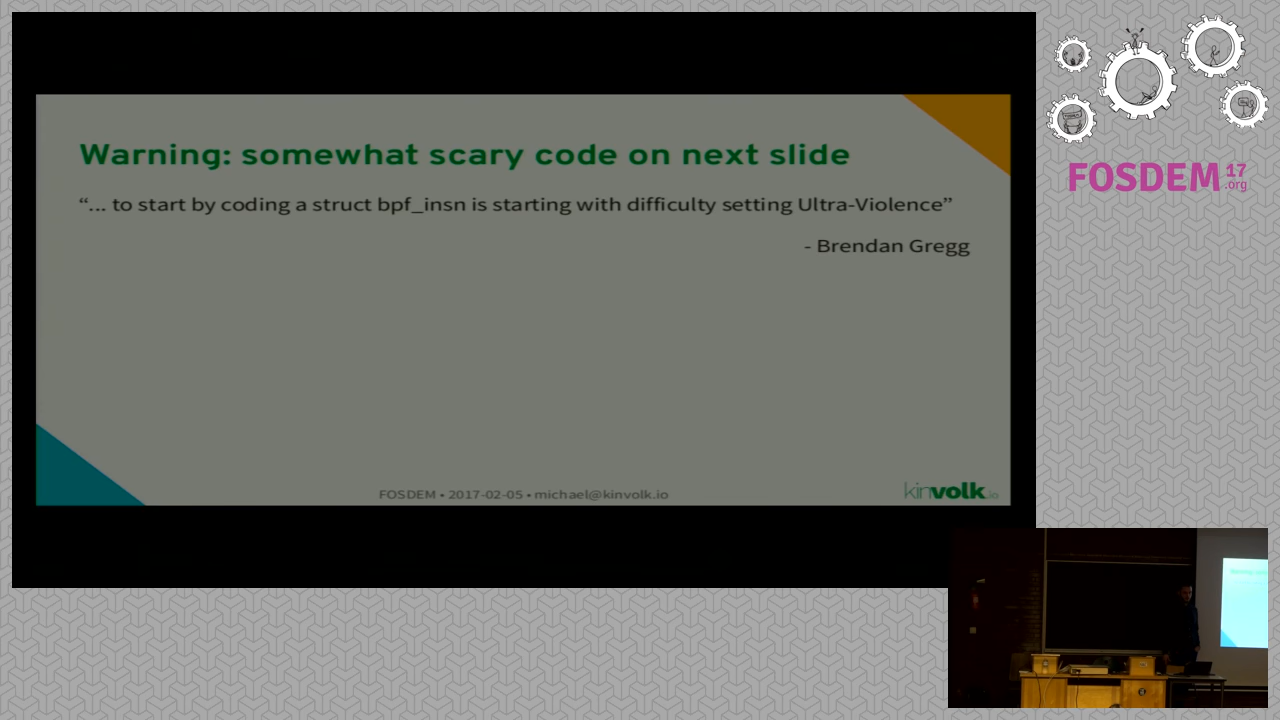 Warning: somewhat scary code on next slide
“... to start by coding a struct bpf_insn is starting with difficulty setting Ultra-Violence”
- Brendan Gregg
FOSDEM • 2017-02-05 • michael@kinvolk.io
kinvolk.io
FOSDEM 17 .org